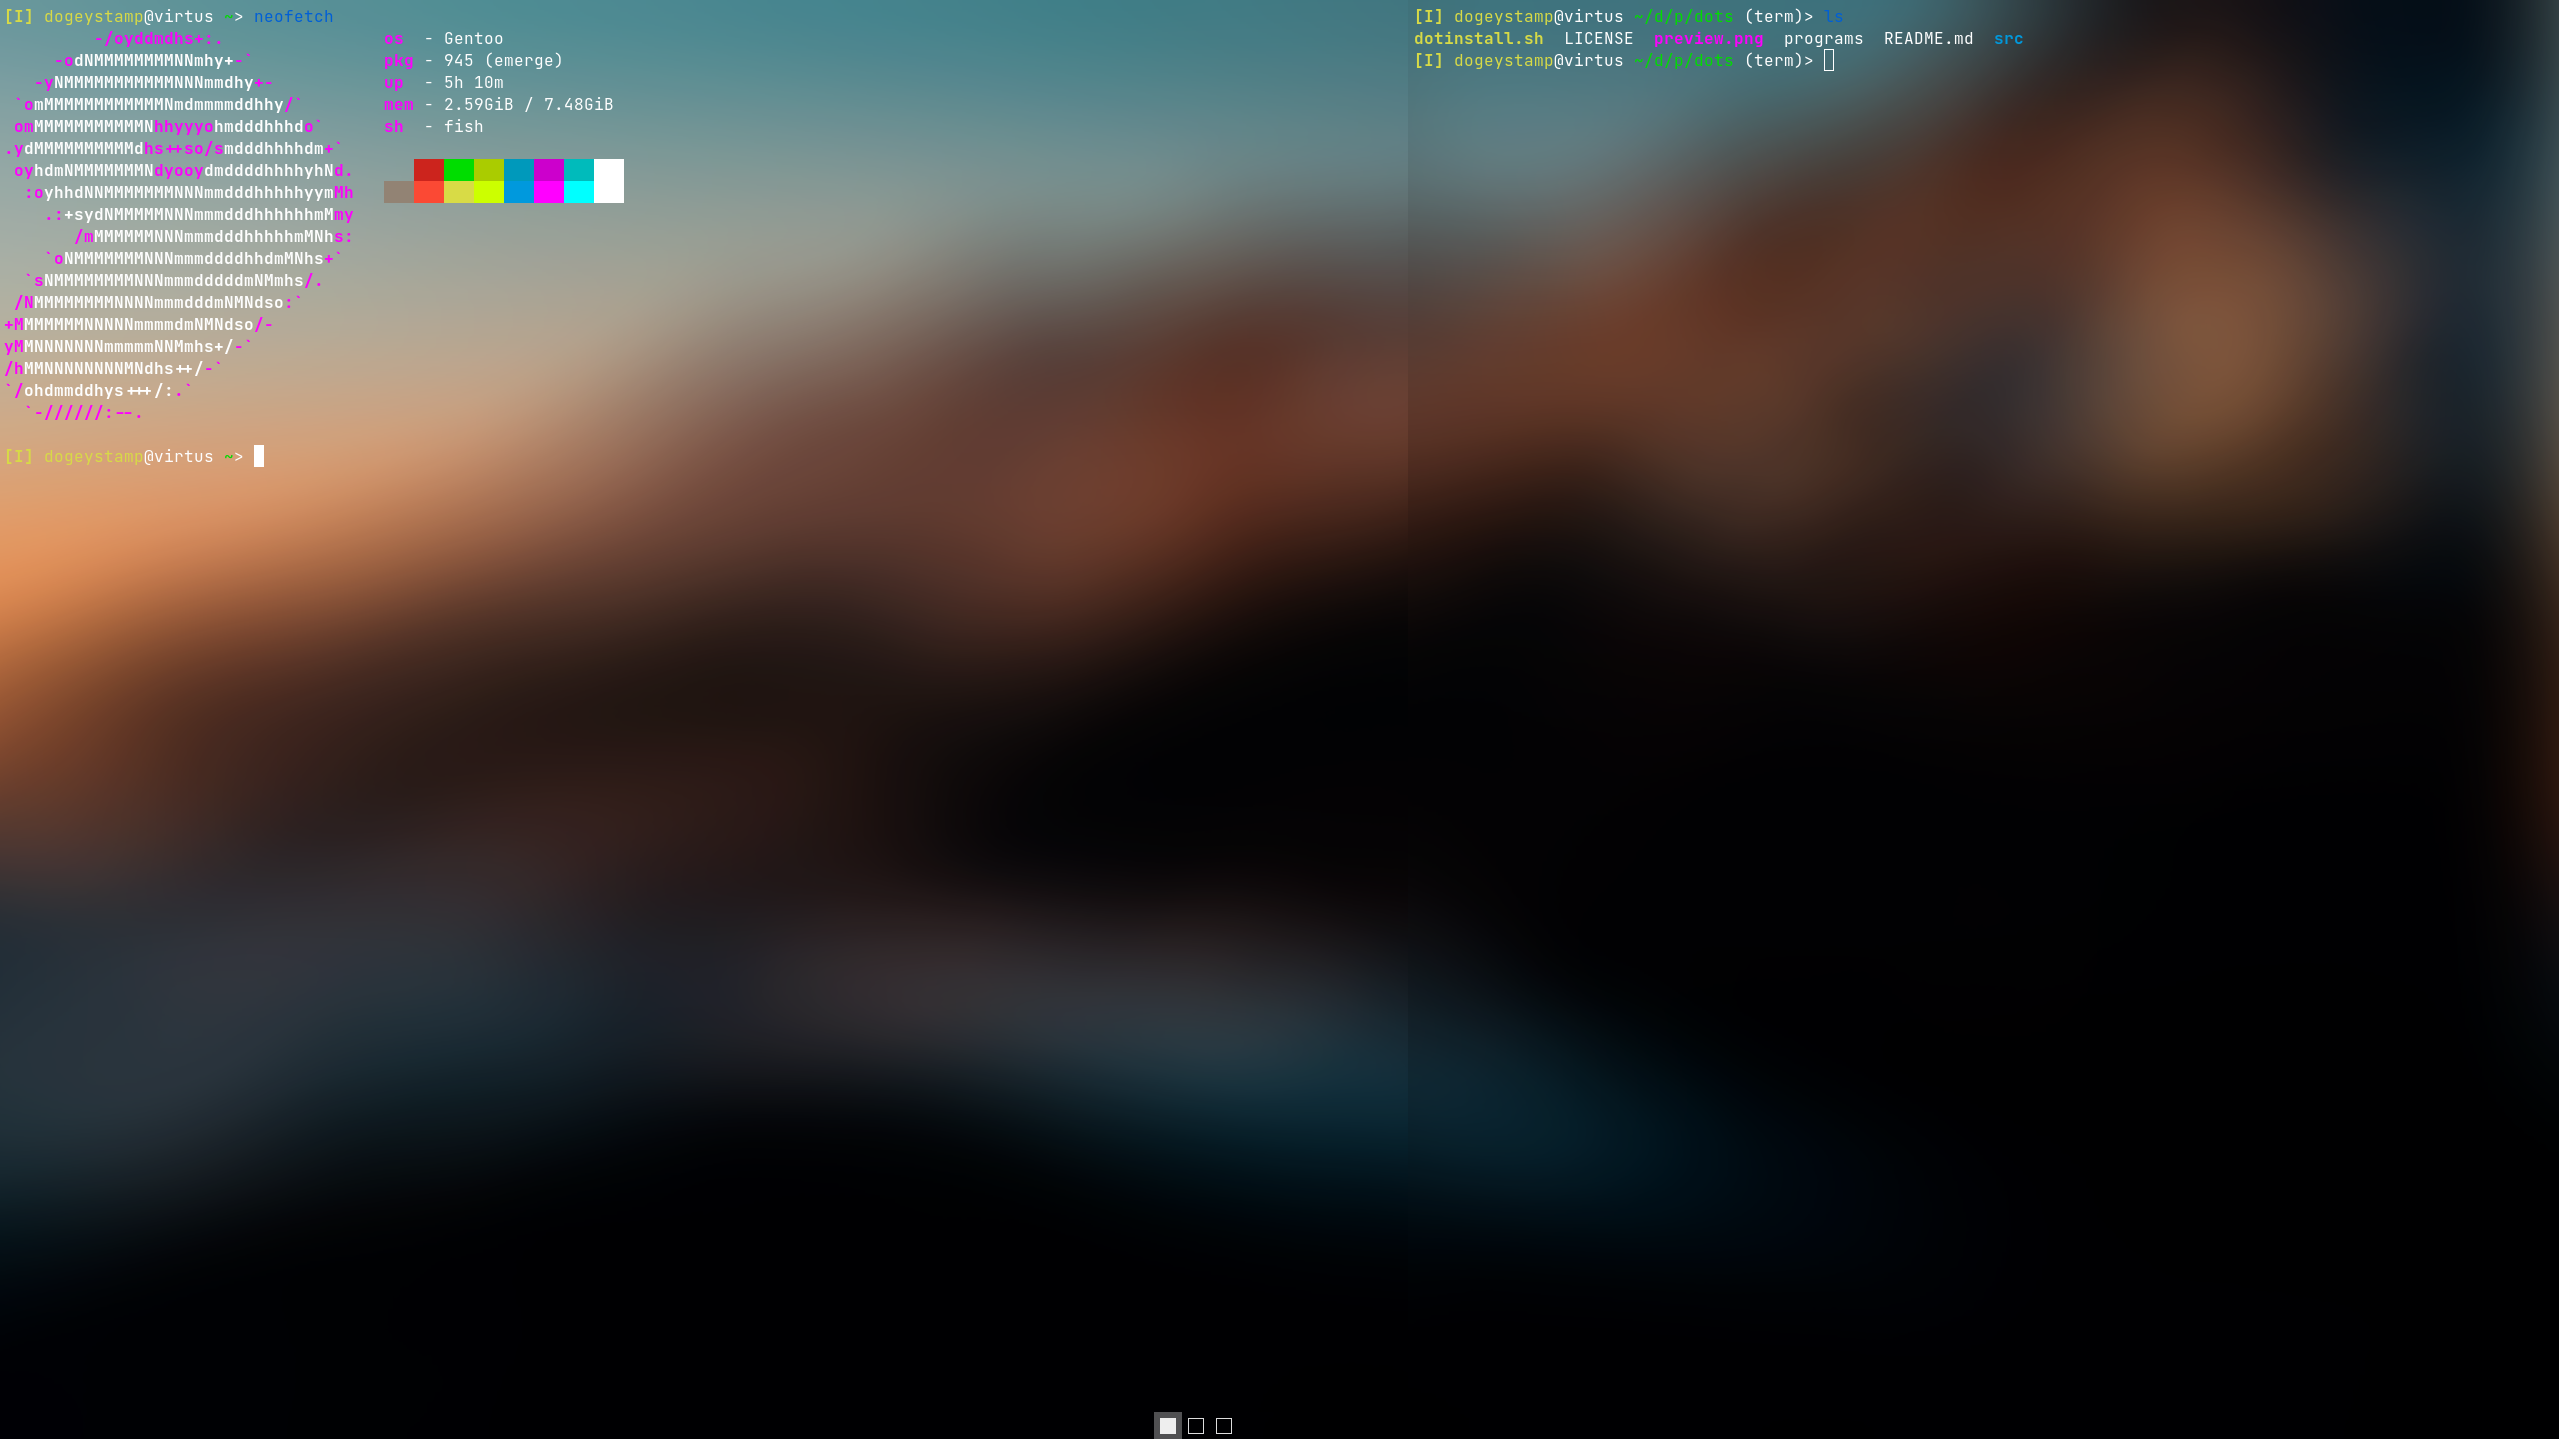 [I] dogeystamp@virtus ~> neofetch
         -/oyddmdhs+:.                os  - Gentoo
     -odNMMMMMMMMNNmhy+-`             pkg - 945 (emerge)
   -yNMMMMMMMMMMMNNNmmdhy+-           up  - 5h 10m
 `omMMMMMMMMMMMMNmdmmmmddhhy/`        mem - 2.59GiB / 7.48GiB
 omMMMMMMMMMMMNhhyyyohmdddhhhdo`      sh  - fish
.ydMMMMMMMMMMdhs++so/smdddhhhhdm+`
 oyhdmNMMMMMMMNdyooydmddddhhhhyhNd.
  :oyhhdNNMMMMMMMNNNmmdddhhhhhyymMh
    .:+sydNMMMMMNNNmmmdddhhhhhhmMmy
       /mMMMMMMNNNmmmdddhhhhhmMNhs:
    `oNMMMMMMMNNNmmmddddhhdmMNhs+`
  `sNMMMMMMMMNNNmmmdddddmNMmhs/.
 /NMMMMMMMMNNNNmmmdddmNMNdso:`
+MMMMMMMNNNNNmmmmdmNMNdso/-
yMMNNNNNNNmmmmmNNMmhs+/-`
/hMMNNNNNNNNMNdhs++/-`
`/ohdmmddhys+++/:.`
  `-//////:--.
[I] dogeystamp@virtus ~>
[I] dogeystamp@virtus ~/d/p/dots (term)> ls
dotinstall.sh  LICENSE  preview.png  programs  README.md  src
[I] dogeystamp@virtus ~/d/p/dots (term)>